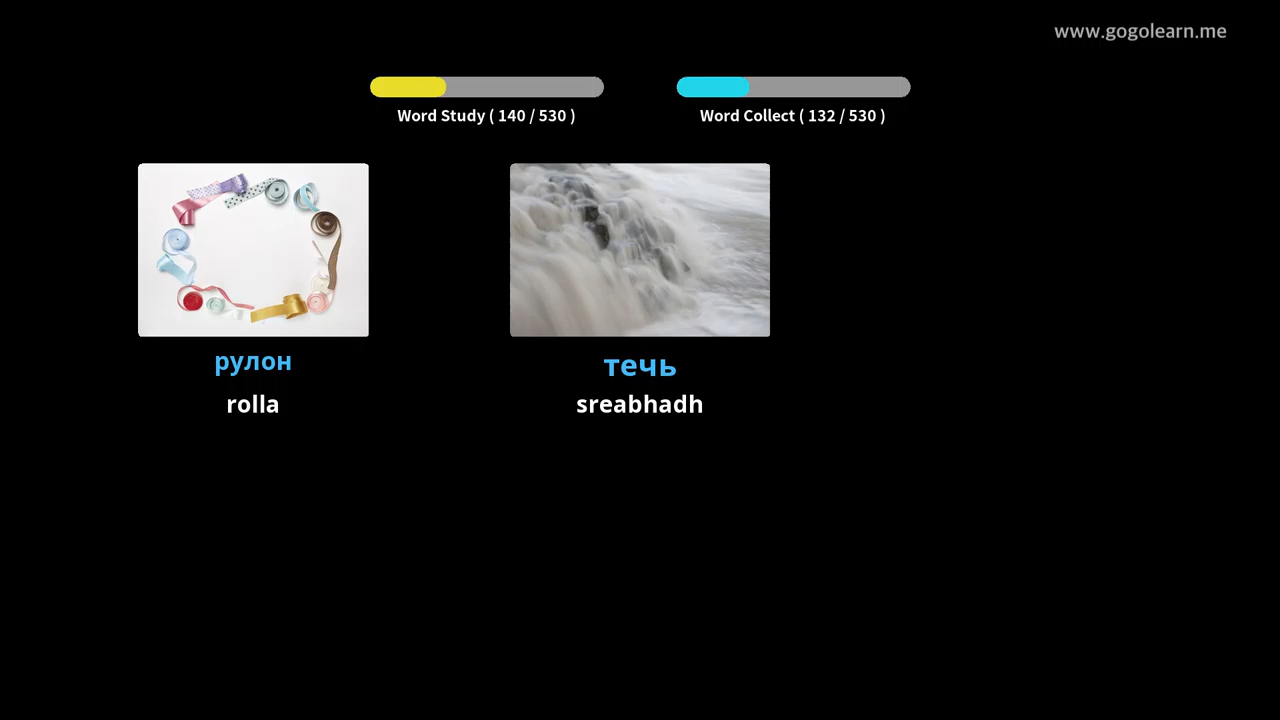 www.gogolearn.me
Word Study ( 140 / 530 )
Word Collect ( 132 / 530 )
рулон
rolla
течь
sreabhadh